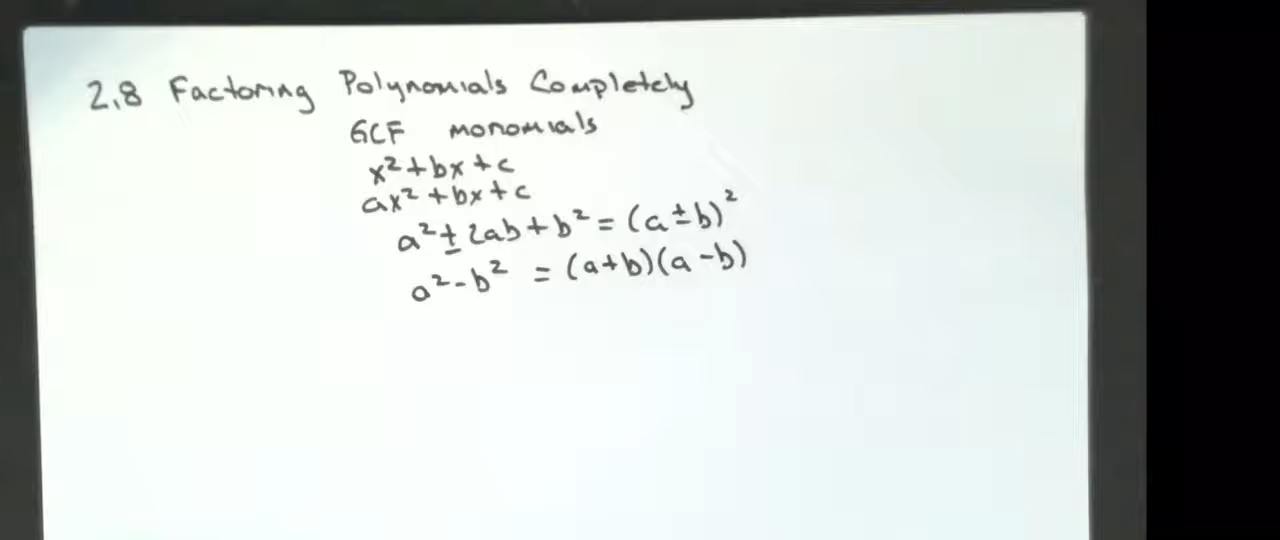 2.8 Factoring Polynomials Completely
GCF monomials
x² + bx + c
ax² + bx + c
a² ± 2ab + b² = (a ± b)²
a² - b² = (a+b)(a-b)